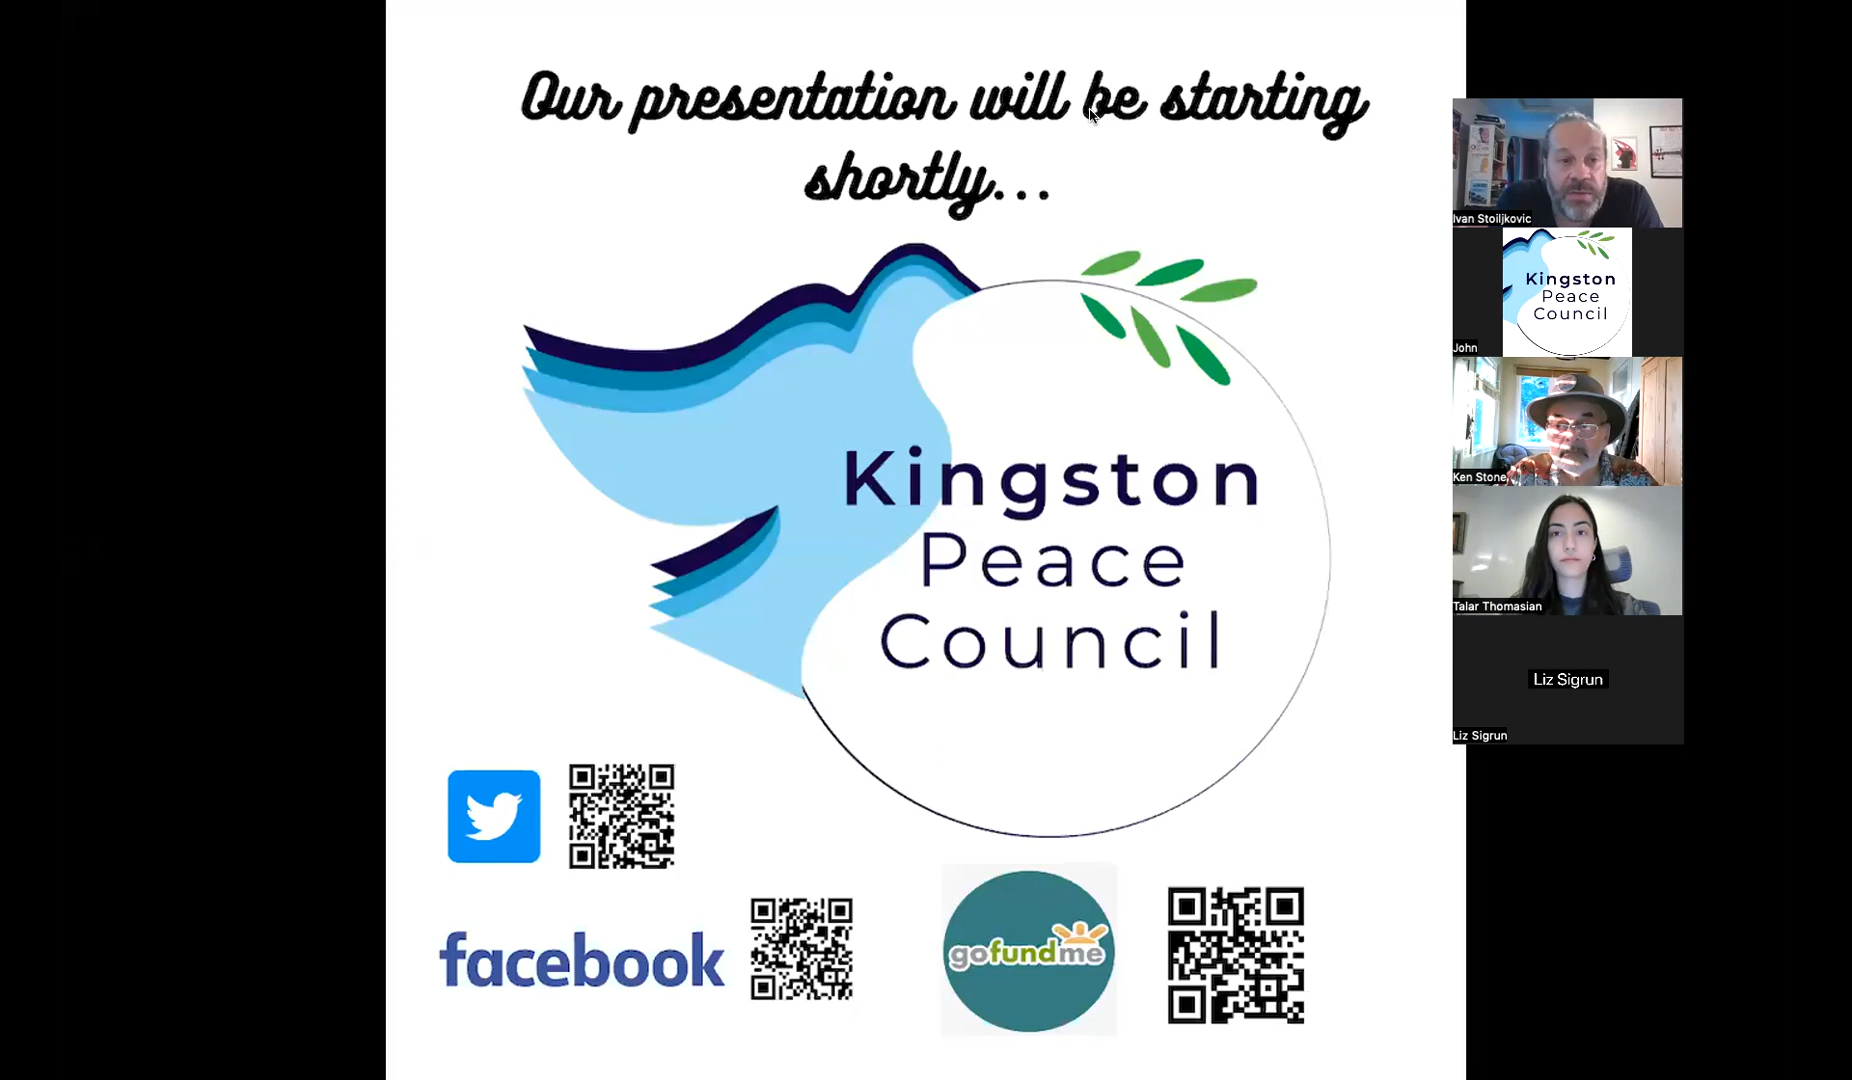 Our presentation will be starting
shortly...
Kingston
Peace
Council
facebook
gofundme
Ivan Stoiljkovic
Kingston
Peace
Council
John
Ken Stone
Talar Thomasian
Liz Sigrun
Liz Sigrun